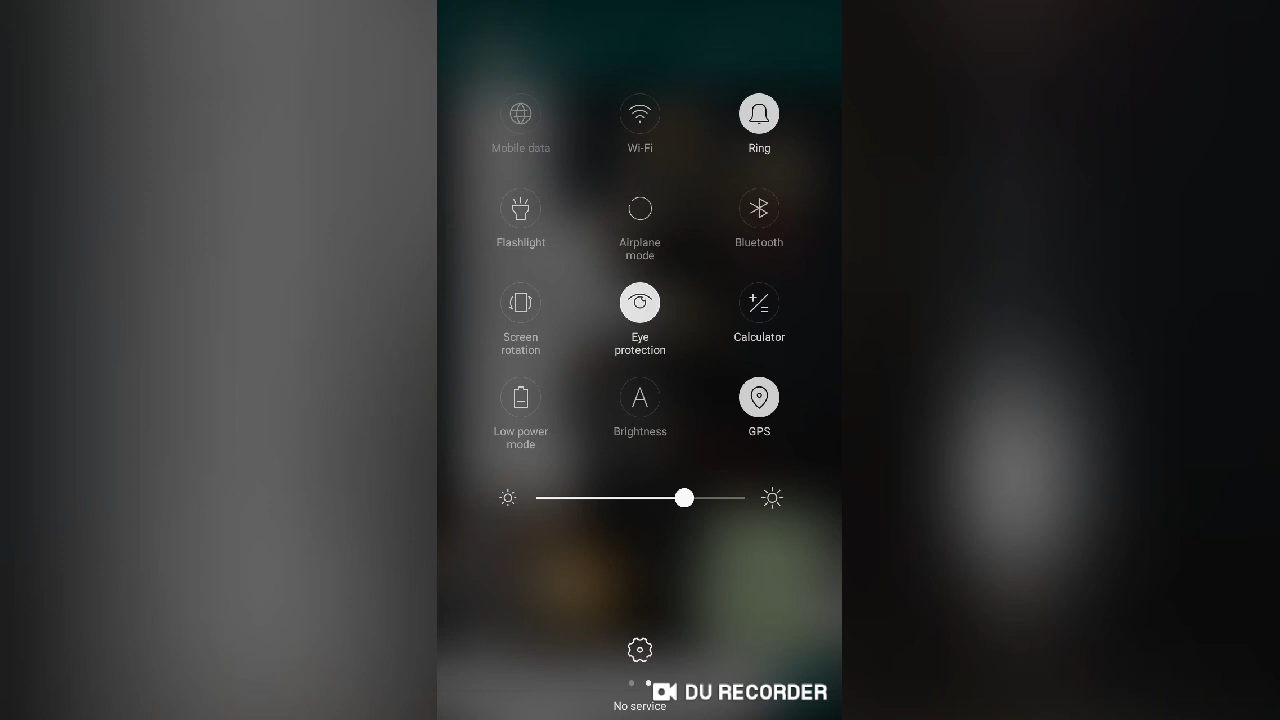 Mobile data
Wi-Fi
Ring
Flashlight
Airplane
mode
Bluetooth
Screen
rotation
Eye
protection
Calculator
Low power
mode
Brightness
GPS
DU RECORDER
No service